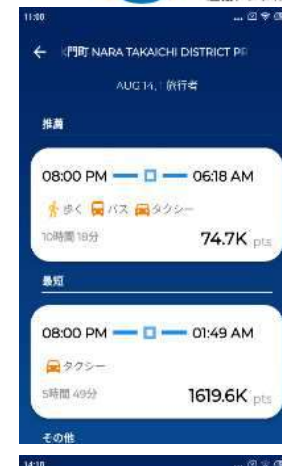 11:00
門町 NARA TAKAICHI DISTRICT
AUG 14, 旅行者
推薦
08:00 PM 06:18 AM
歩く バス タクシー
10時間 18分 74.7K pts
最短
08:00 PM 01:49 AM
タクシー
5時間 49分 1619.6K pts
その他
14:10